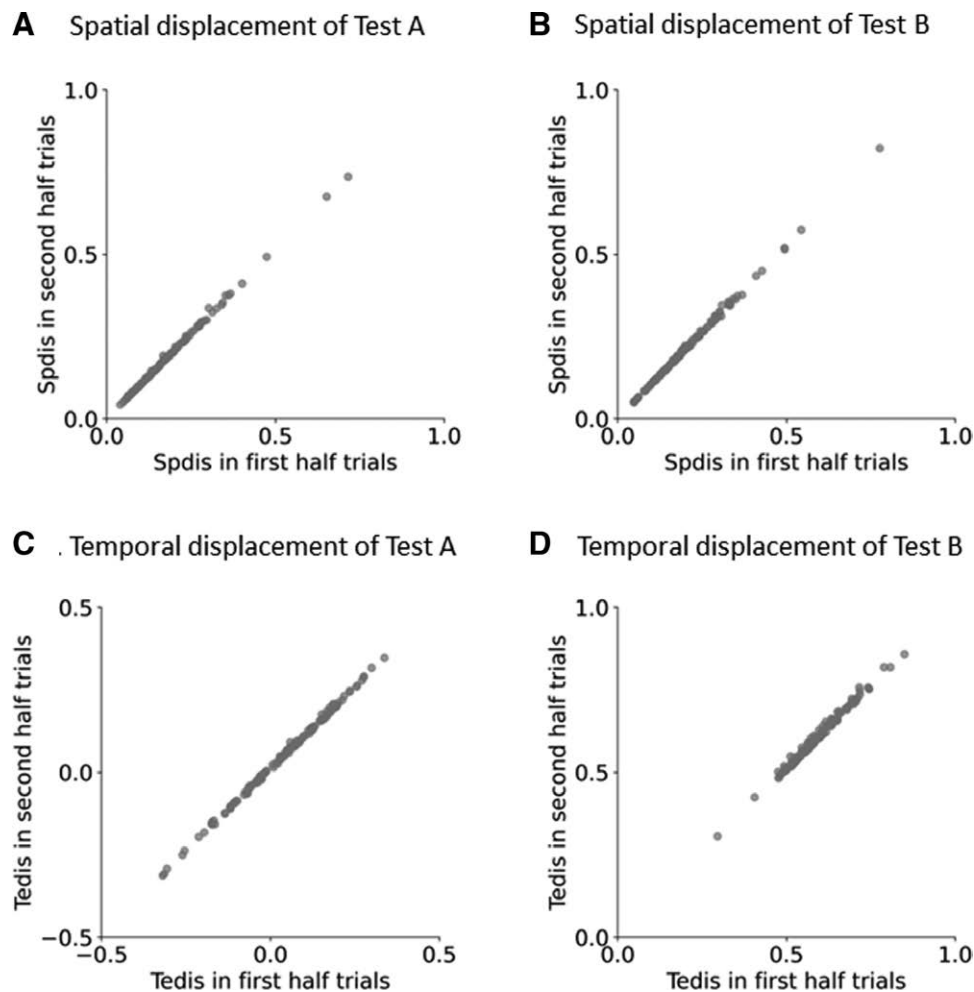 A Spatial displacement of Test A
B Spatial displacement of Test B
Spdis in second half trials
1.0
0.5
0.0
0.0 0.5 1.0
Spdis in first half trials
Spdis in second half trials
1.0
0.5
0.0
0.0 0.5 1.0
Spdis in first half trials
C . Temporal displacement of Test A
D Temporal displacement of Test B
Tedis in second half trials
0.5
0.0
−0.5
−0.5 0.0 0.5
Tedis in first half trials
Tedis in second half trials
1.0
0.5
0.0
0.0 0.5 1.0
Tedis in first half trials